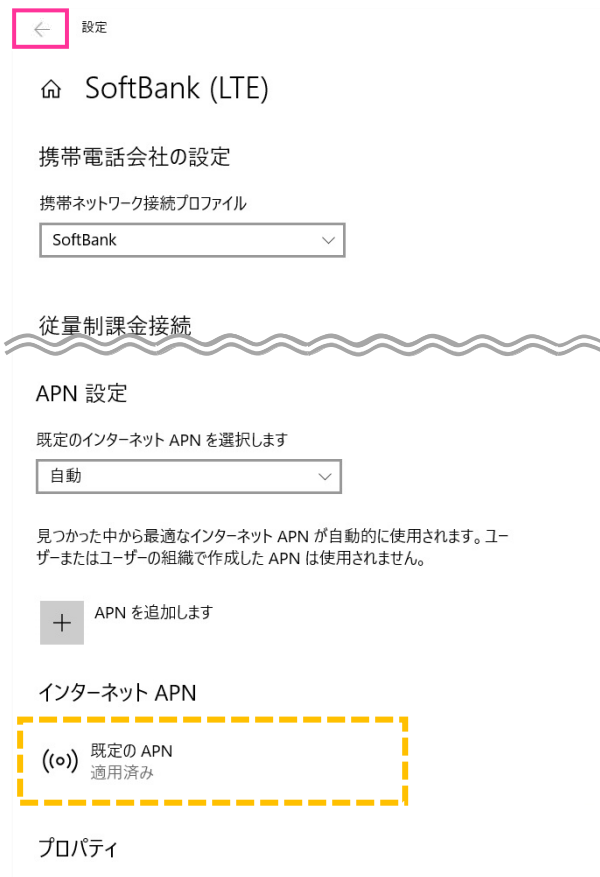 設定
SoftBank (LTE)
携帯電話会社の設定
携帯ネットワーク接続プロファイル
SoftBank
従量制課金接続
APN 設定
既定のインターネット APN を選択します
自動
見つかった中から最適なインターネット APN が自動的に使用されます。ユー
ザーまたはユーザーの組織で作成した APN は使用されません。
APN を追加します
インターネット APN
既定の APN
適用済み
プロパティ